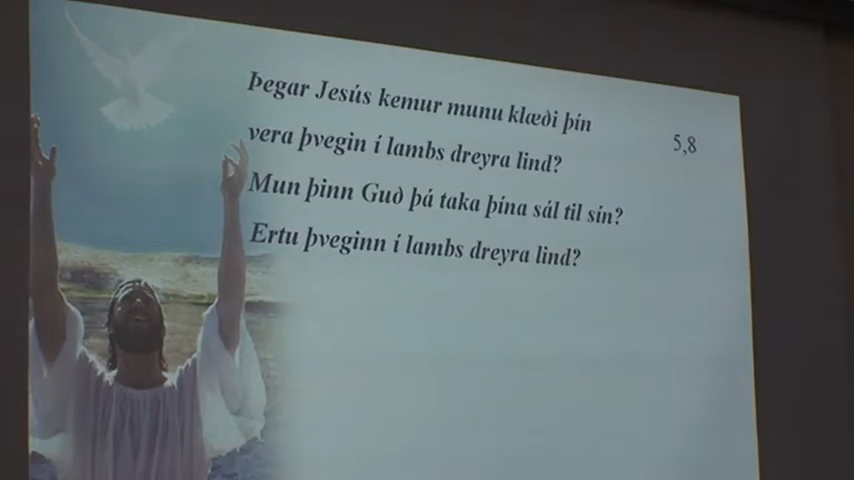 Þegar Jesús kemur munu klæði þín
5,8
vera þvegin í lambs dreyra lind?
Mun þinn Guð þá taka þína sál til sín?
Ertu þveginn í lambs dreyra lind?